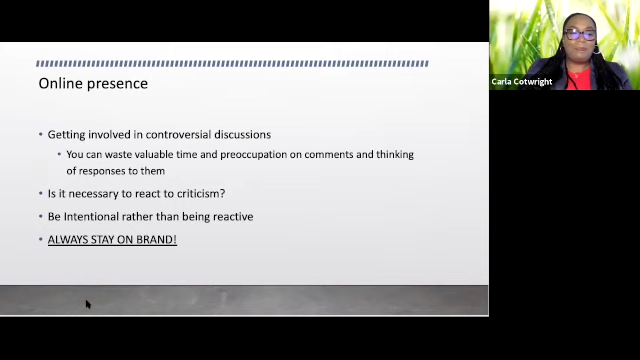 Online presence
• Getting involved in controversial discussions
• You can waste valuable time and preoccupation on comments and thinking
of responses to them
• Is it necessary to react to criticism?
• Be Intentional rather than being reactive
• ALWAYS STAY ON BRAND!
Carla Cotwright